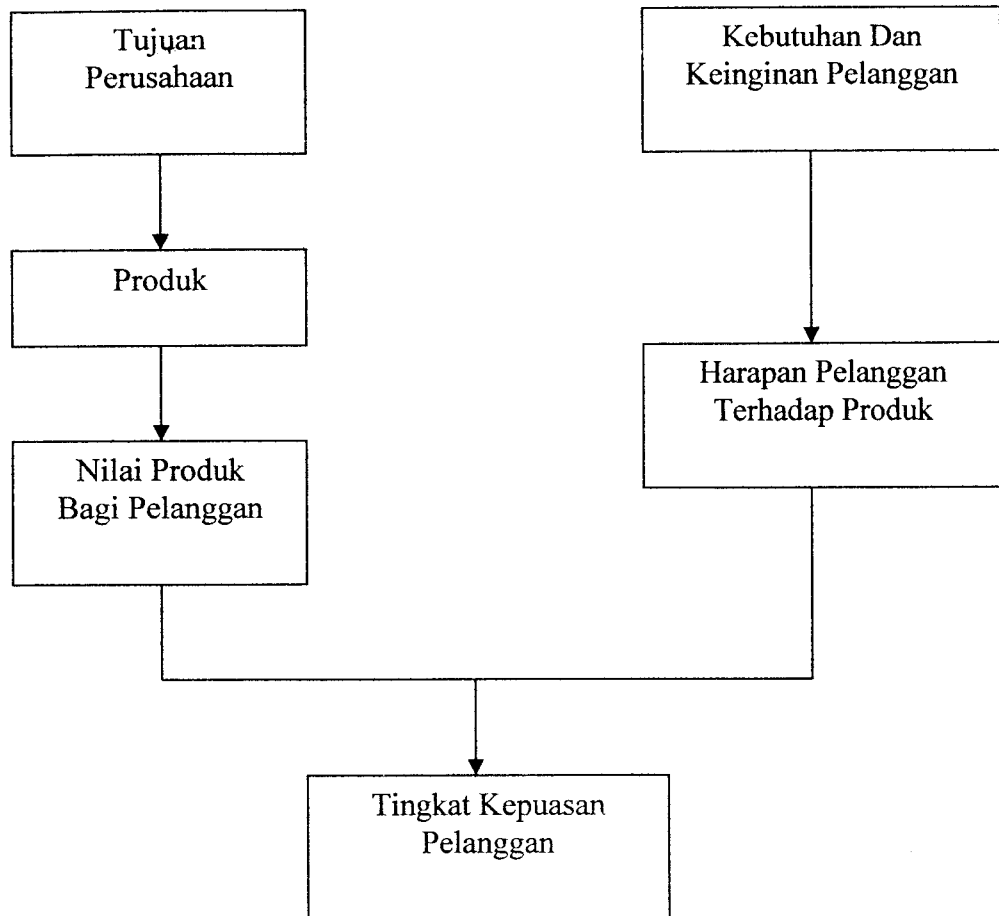 Tujuan
Perusahaan
Kebutuhan Dan
Keinginan Pelanggan
Produk
Harapan Pelanggan
Terhadap Produk
Nilai Produk
Bagi Pelanggan
Tingkat Kepuasan
Pelanggan